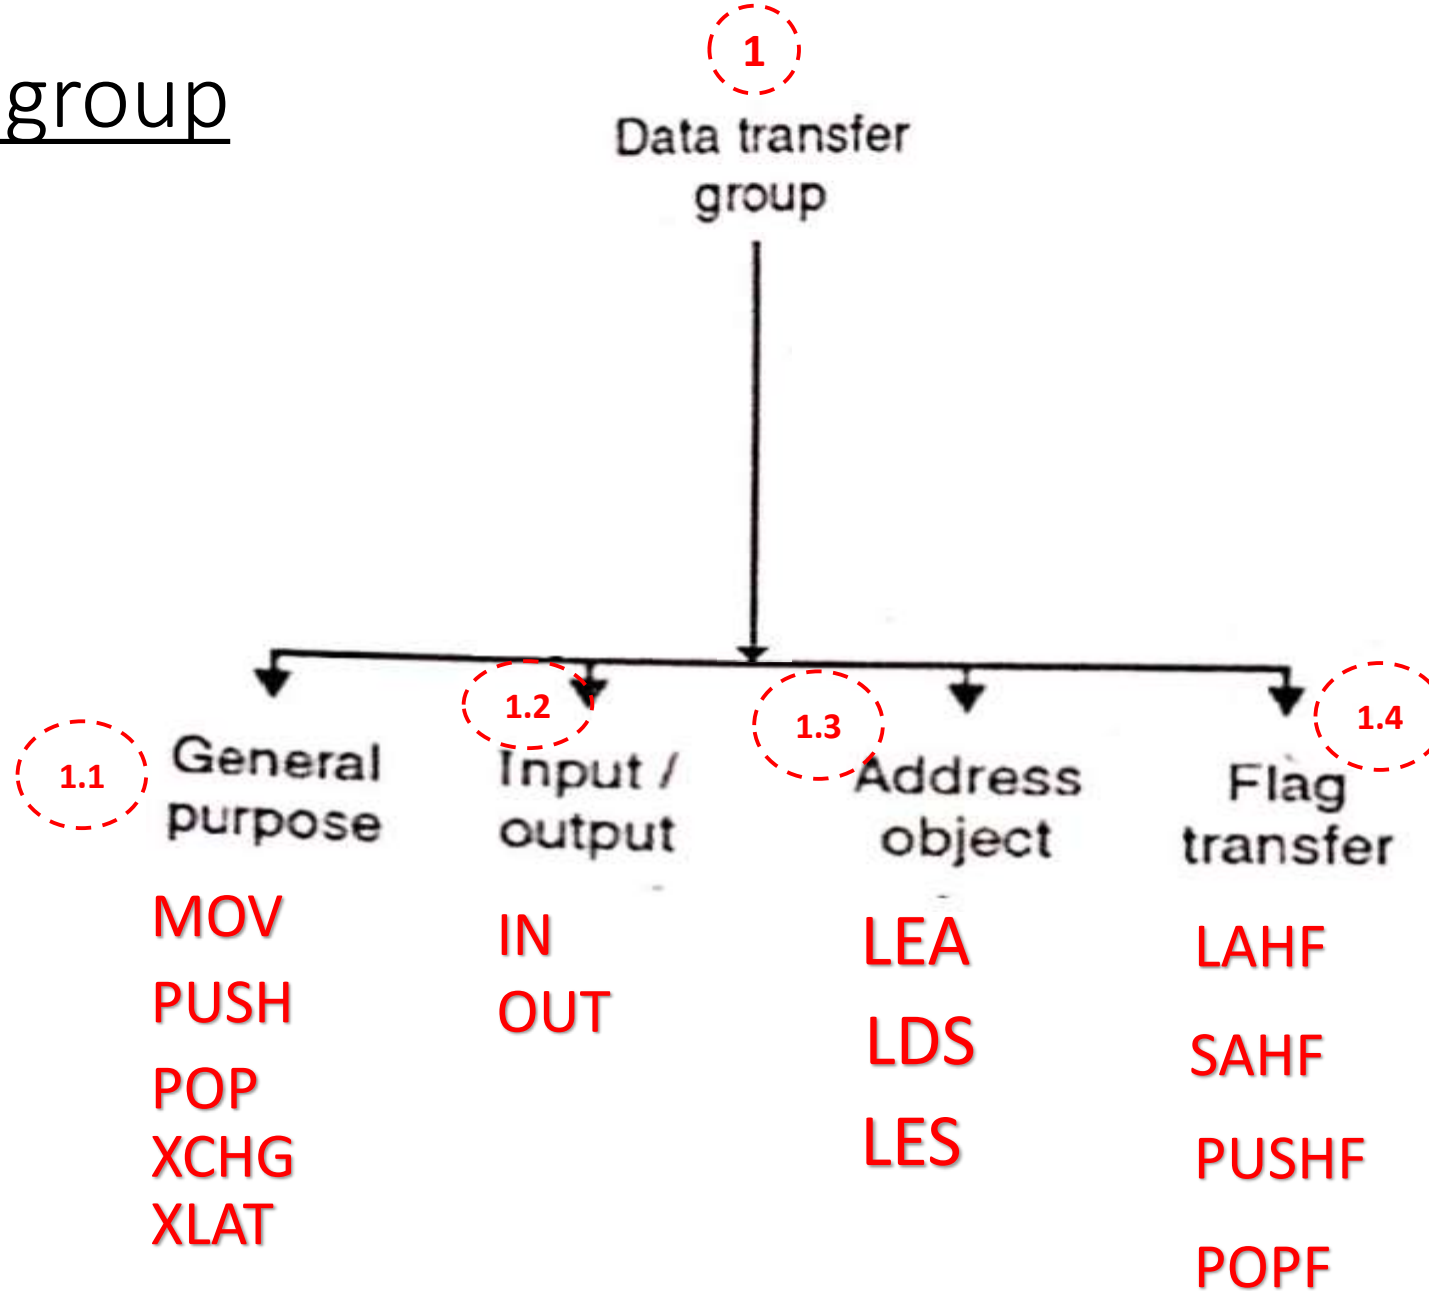 group
1
Data transfer
group
1.1
General
purpose
MOV
PUSH
POP
XCHG
XLAT
1.2
Input /
output
IN
OUT
1.3
Address
object
LEA
LDS
LES
1.4
Flag
transfer
LAHF
SAHF
PUSHF
POPF